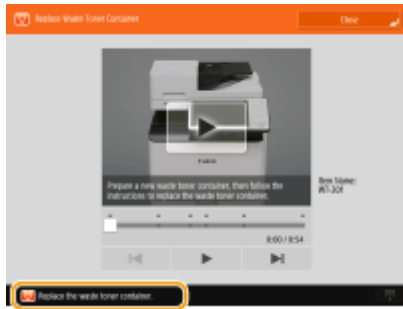 Replace Waste Toner Container
Close
Canon
Prepare a new waste toner container, then follow the
instructions to replace the waste toner container.
Item Name:
WT-201
0:00 / 0:54
Replace the waste toner container.